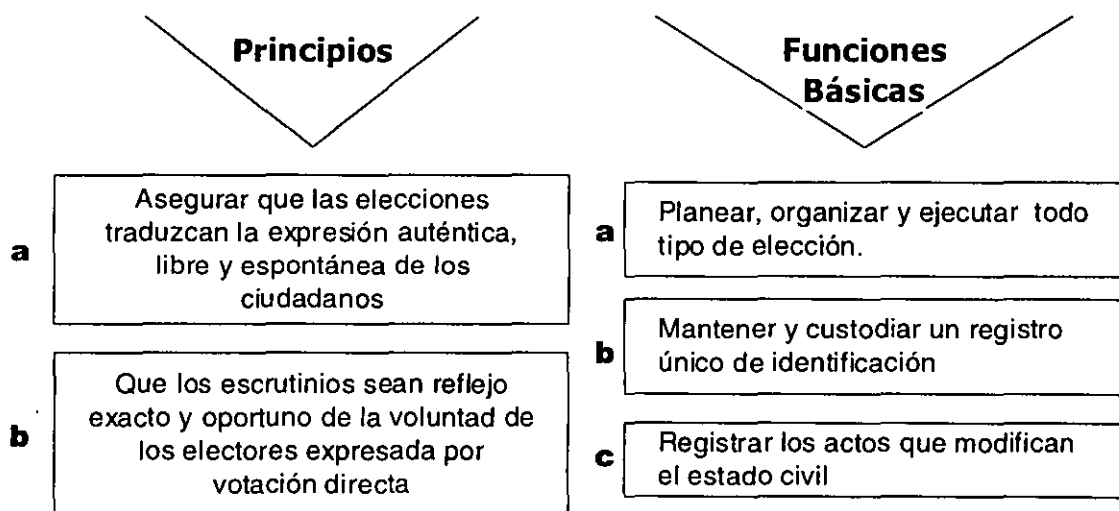 Principios
a
Asegurar que las elecciones
traduzcan la expresión auténtica,
libre y espontánea de los
ciudadanos
b
Que los escrutinios sean reflejo
exacto y oportuno de la voluntad de
los electores expresada por
votación directa
Funciones
Básicas
a
Planear, organizar y ejecutar todo
tipo de elección.
b
Mantener y custodiar un registro
único de identificación
c
Registrar los actos que modifican
el estado civil